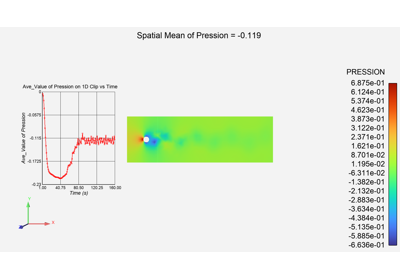 Spatial Mean of Pression = -0.119
Ave_Value of Pression on 1D Clip vs Time
Ave_Value of Pression
0
-0.0575
-0.115
-0.1725
-0.23
1.00 40.75 80.50 120.25 160.00
Time (s)
PRESSION
6.875e-01
6.124e-01
5.374e-01
4.623e-01
3.873e-01
3.122e-01
2.371e-01
1.621e-01
8.701e-02
1.195e-02
-6.311e-02
-1.382e-01
-2.132e-01
-2.883e-01
-3.634e-01
-4.384e-01
-5.135e-01
-5.885e-01
-6.636e-01